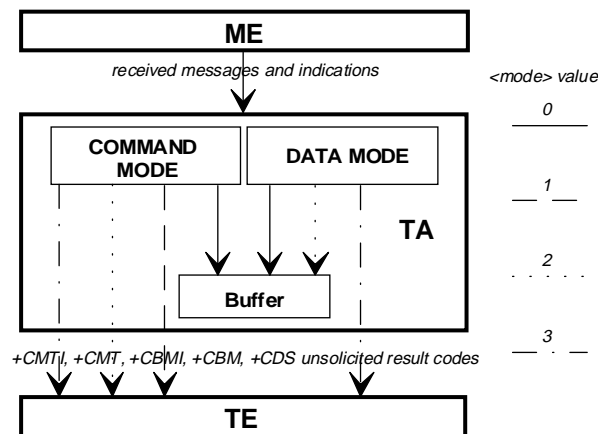 ME
received messages and indications
<mode> value
0
COMMAND MODE
DATA MODE
1
TA
2
Buffer
3
+CMTI, +CMT, +CBMI, +CBM, +CDS unsolicited result codes
TE